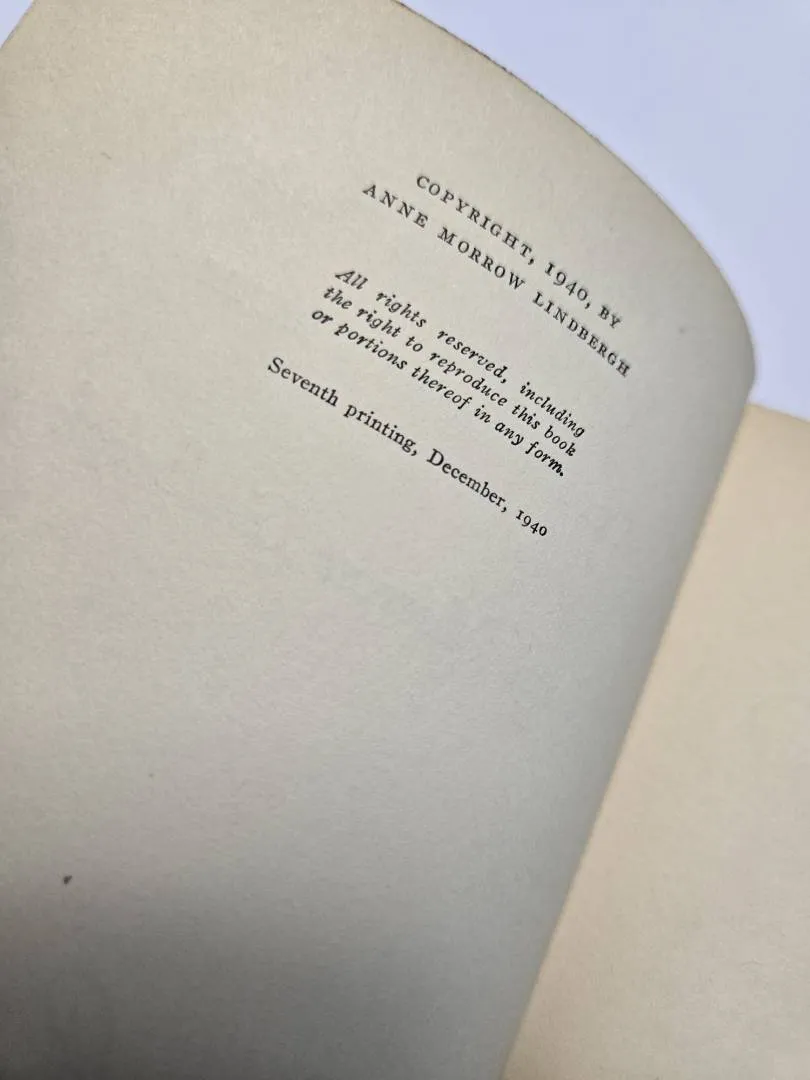 COPYRIGHT, 1940, BY
ANNE MORROW LINDBERGH
All rights reserved, including
the right to reproduce this book
or portions thereof in any form.
Seventh printing, December, 1940